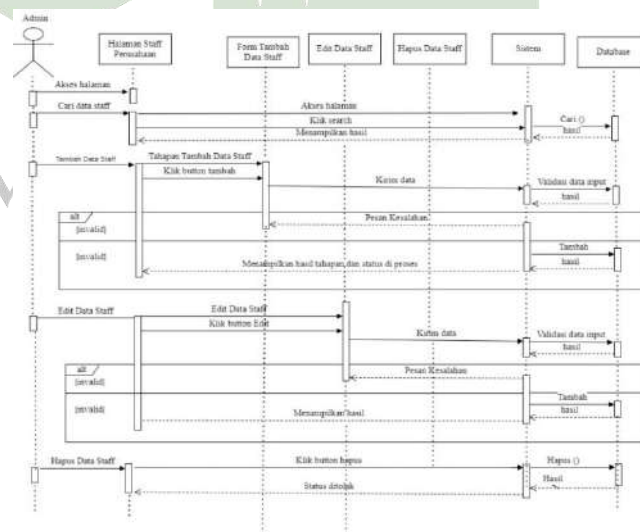 Admin
Halaman Staff
Perusahaan
Form Tambah
Data Staff
Edit Data Staff
Hapus Data Staff
Sistem
Database
Akses halaman
Cari data staff
Akses halaman
Klik search
Menampilkan hasil
Cari ()
hasil
Tambah Data Staff
Tahapan Tambah Data Staff
Klik button tambah
Kirim data
Validasi data input
hasil
Pesan Kesalahan
alt
[invalid]
[invalid]
Tambah
hasil
Menampilkan hasil tahapan dan status di proses
Edit Data Staff
Edit Data Staff
Klik button Edit
Kirim data
Validasi data input
hasil
Pesan Kesalahan
alt
[invalid]
[invalid]
Tambah
hasil
Menampilkan hasil
Hapus Data Staff
Klik button hapus
Hapus ()
Hasil
Status ditolak